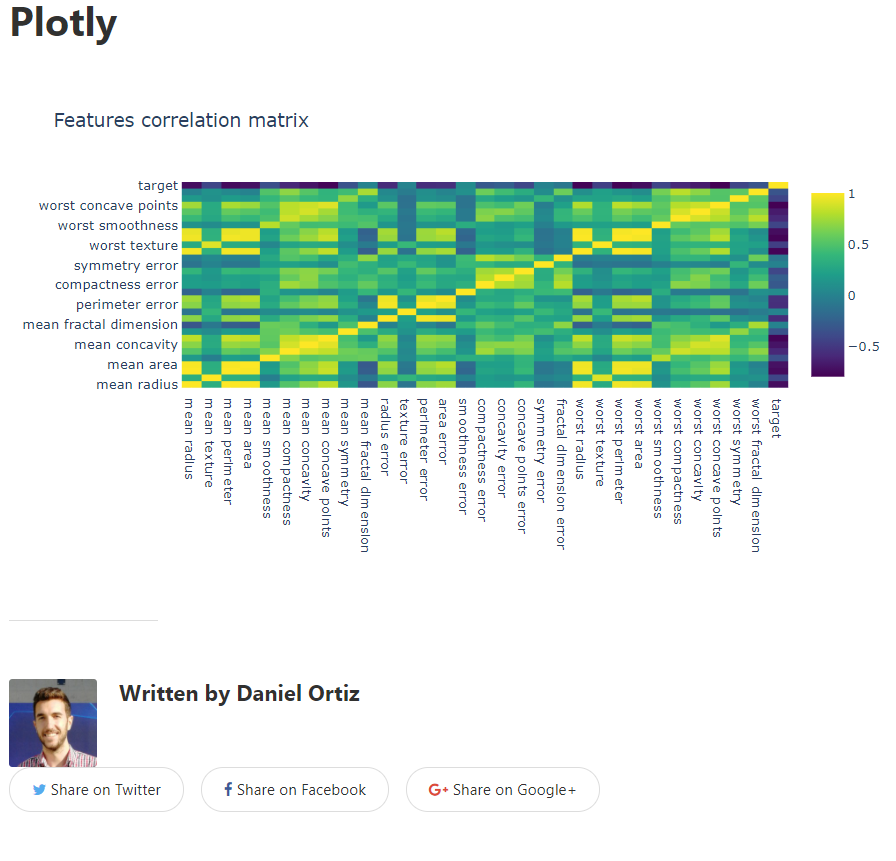 Plotly
Features correlation matrix
target
worst concave points
worst smoothness
worst texture
symmetry error
compactness error
perimeter error
mean fractal dimension
mean concavity
mean area
mean radius
1
0.5
0
−0.5
mean radius
mean texture
mean perimeter
mean area
mean smoothness
mean compactness
mean concavity
mean concave points
mean symmetry
mean fractal dimension
radius error
texture error
perimeter error
area error
smoothness error
compactness error
concavity error
concave points error
symmetry error
fractal dimension error
worst radius
worst texture
worst perimeter
worst area
worst smoothness
worst compactness
worst concavity
worst concave points
worst symmetry
worst fractal dimension
target
Written by Daniel Ortiz
Share on Twitter
Share on Facebook
Share on Google+